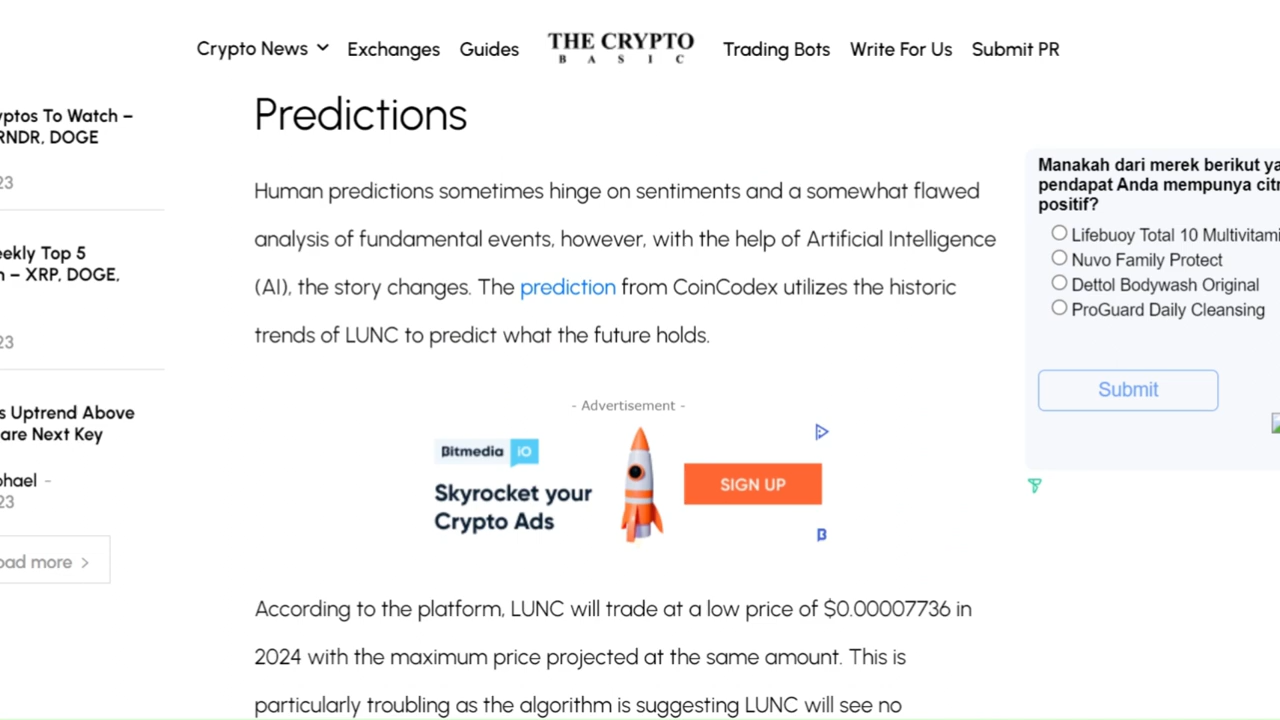 Crypto News Exchanges Guides THE CRYPTO BASIC Trading Bots Write For Us Submit PR
To Watch –
RNDR, DOGE
23
Top 5
– XRP, DOGE,
23
Uptrend Above
are Next Key
–
23
more
Predictions
Human predictions sometimes hinge on sentiments and a somewhat flawed
analysis of fundamental events, however, with the help of Artificial Intelligence
(AI), the story changes. The prediction from CoinCodex utilizes the historic
trends of LUNC to predict what the future holds.
- Advertisement -
Bitmedia iO
Skyrocket your
Crypto Ads
SIGN UP
According to the platform, LUNC will trade at a low price of $0.00007736 in
2024 with the maximum price projected at the same amount. This is
particularly troubling as the algorithm is suggesting LUNC will see no
Manakah dari merek berikut
pendapat Anda mempunya
positif?
Lifebuoy Total 10
Nuvo Family Protect
Dettol Bodywash Original
ProGuard Daily Cleansing
Submit